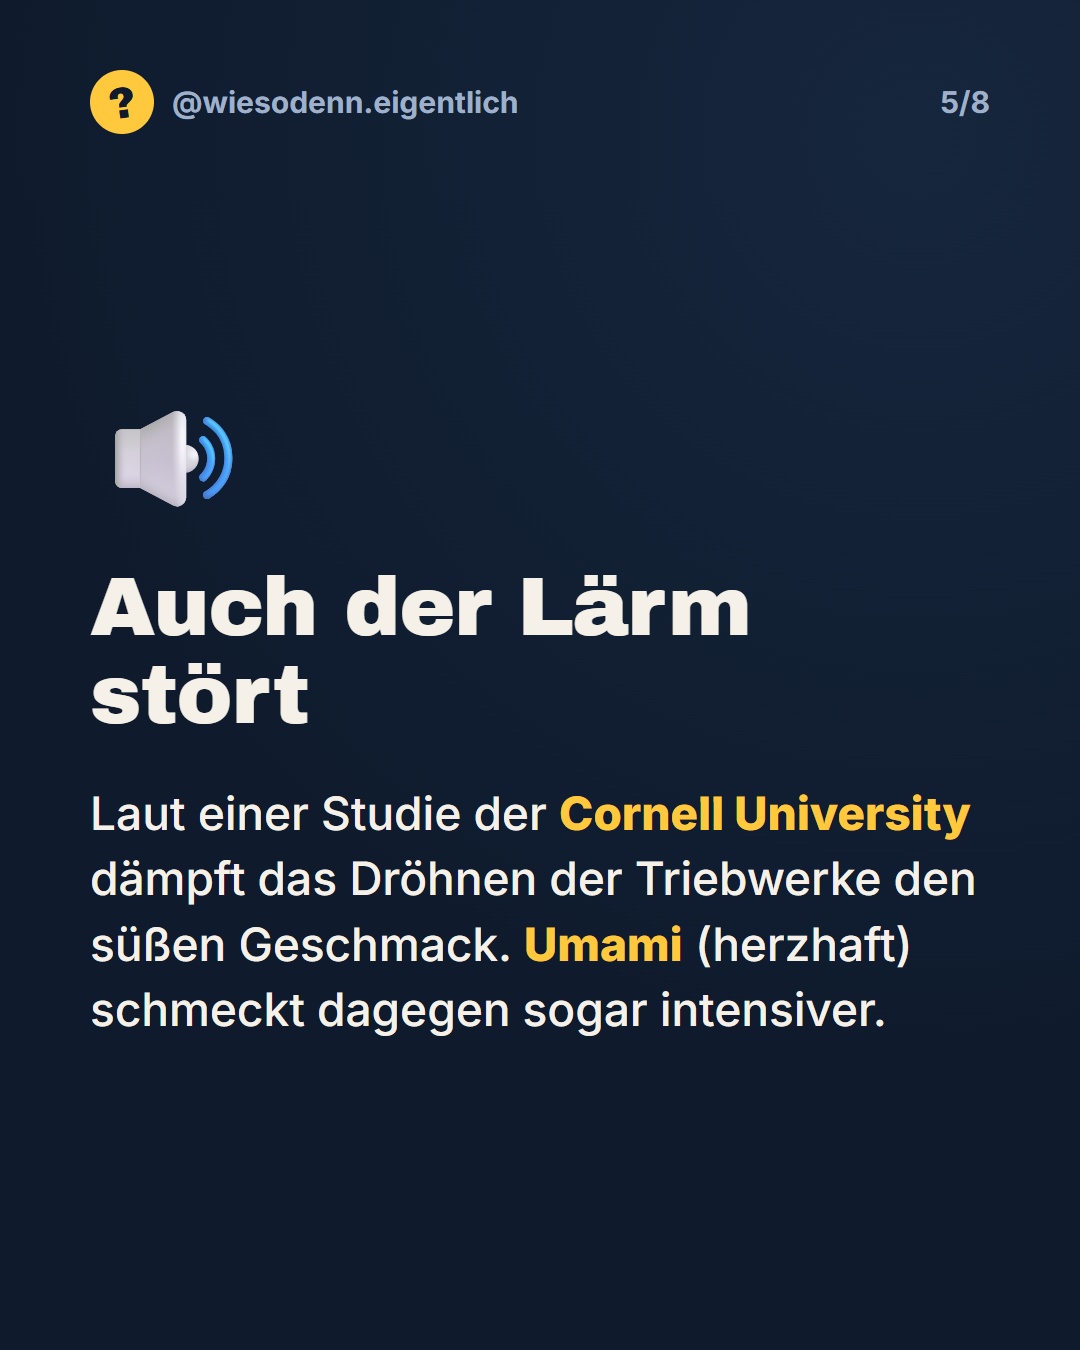 ?
@wiesodenn.eigentlich
5/8
Auch der Lärm
stört
Laut einer Studie der Cornell University
dämpft das Dröhnen der Triebwerke den
süßen Geschmack. Umami (herzhaft)
schmeckt dagegen sogar intensiver.